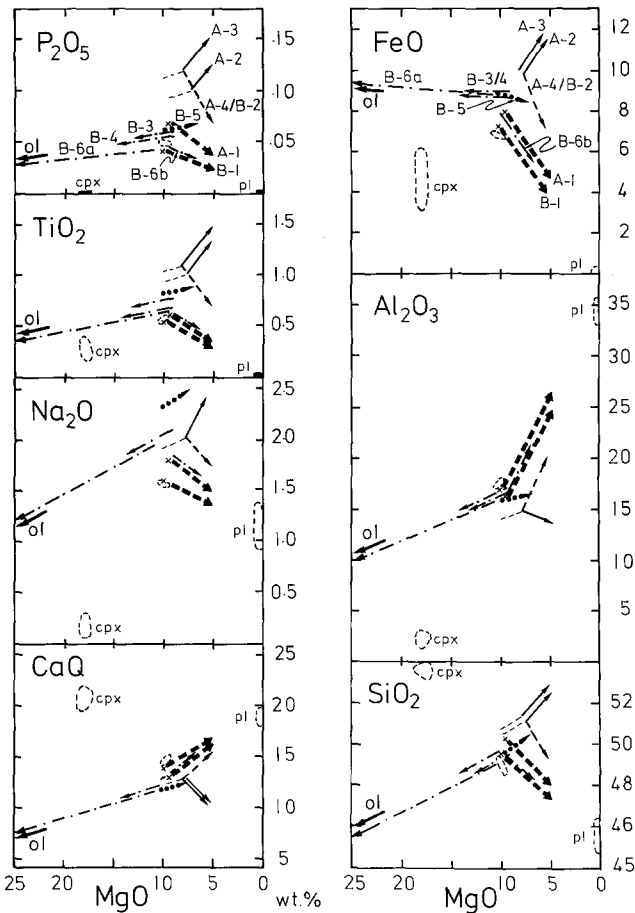 P2O5
.15
A-3
A-2
.10
A-4/B-2
B-5
B-3
B-4
B-6a
.05
ol
A-1
B-6b
B-1
cpx
pl
TiO2
1.5
1.0
0.5
ol
cpx
pl
Na2O
2.5
2.0
1.5
1.0
0.5
ol
pl
cpx
CaO
25
20
15
10
5
cpx
pl
ol
25 20 15 10 5 0
MgO
wt.%
FeO
12
10
8
6
4
2
A-3
A-2
B-6a
B-3/4
A-4/B-2
B-5
ol
B-6b
A-1
B-1
cpx
pl
Al2O3
35
30
25
20
15
10
5
pl
ol
cpx
SiO2
52
50
48
46
45
ol
pl
25 20 15 10 5 0
MgO